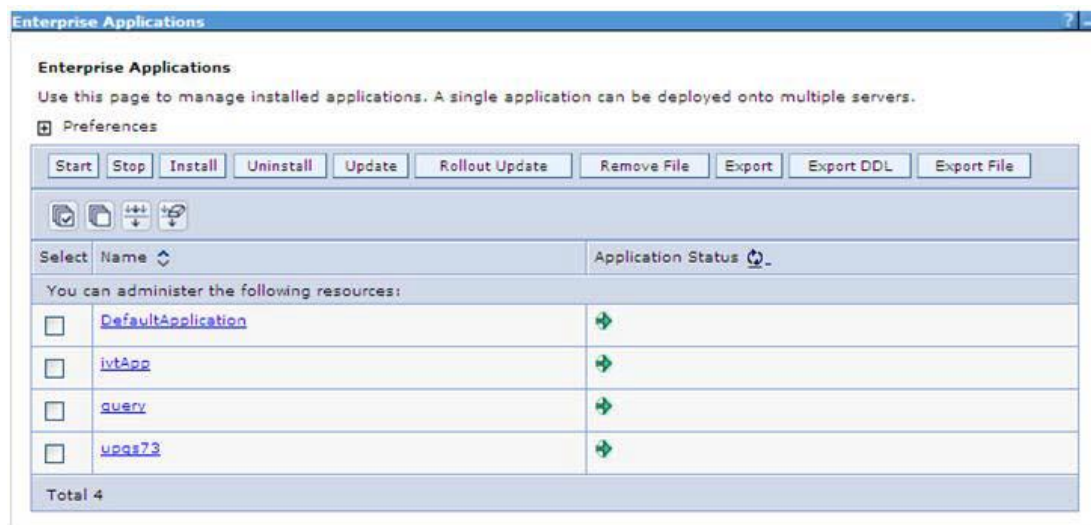 Enterprise Applications
?
Enterprise Applications
Use this page to manage installed applications. A single application can be deployed onto multiple servers.
Preferences
Start Stop Install Uninstall Update Rollout Update Remove File Export Export DDL Export File
Select Name Application Status
You can administer the following resources:
DefaultApplication
ivtApp
query
upgs73
Total 4